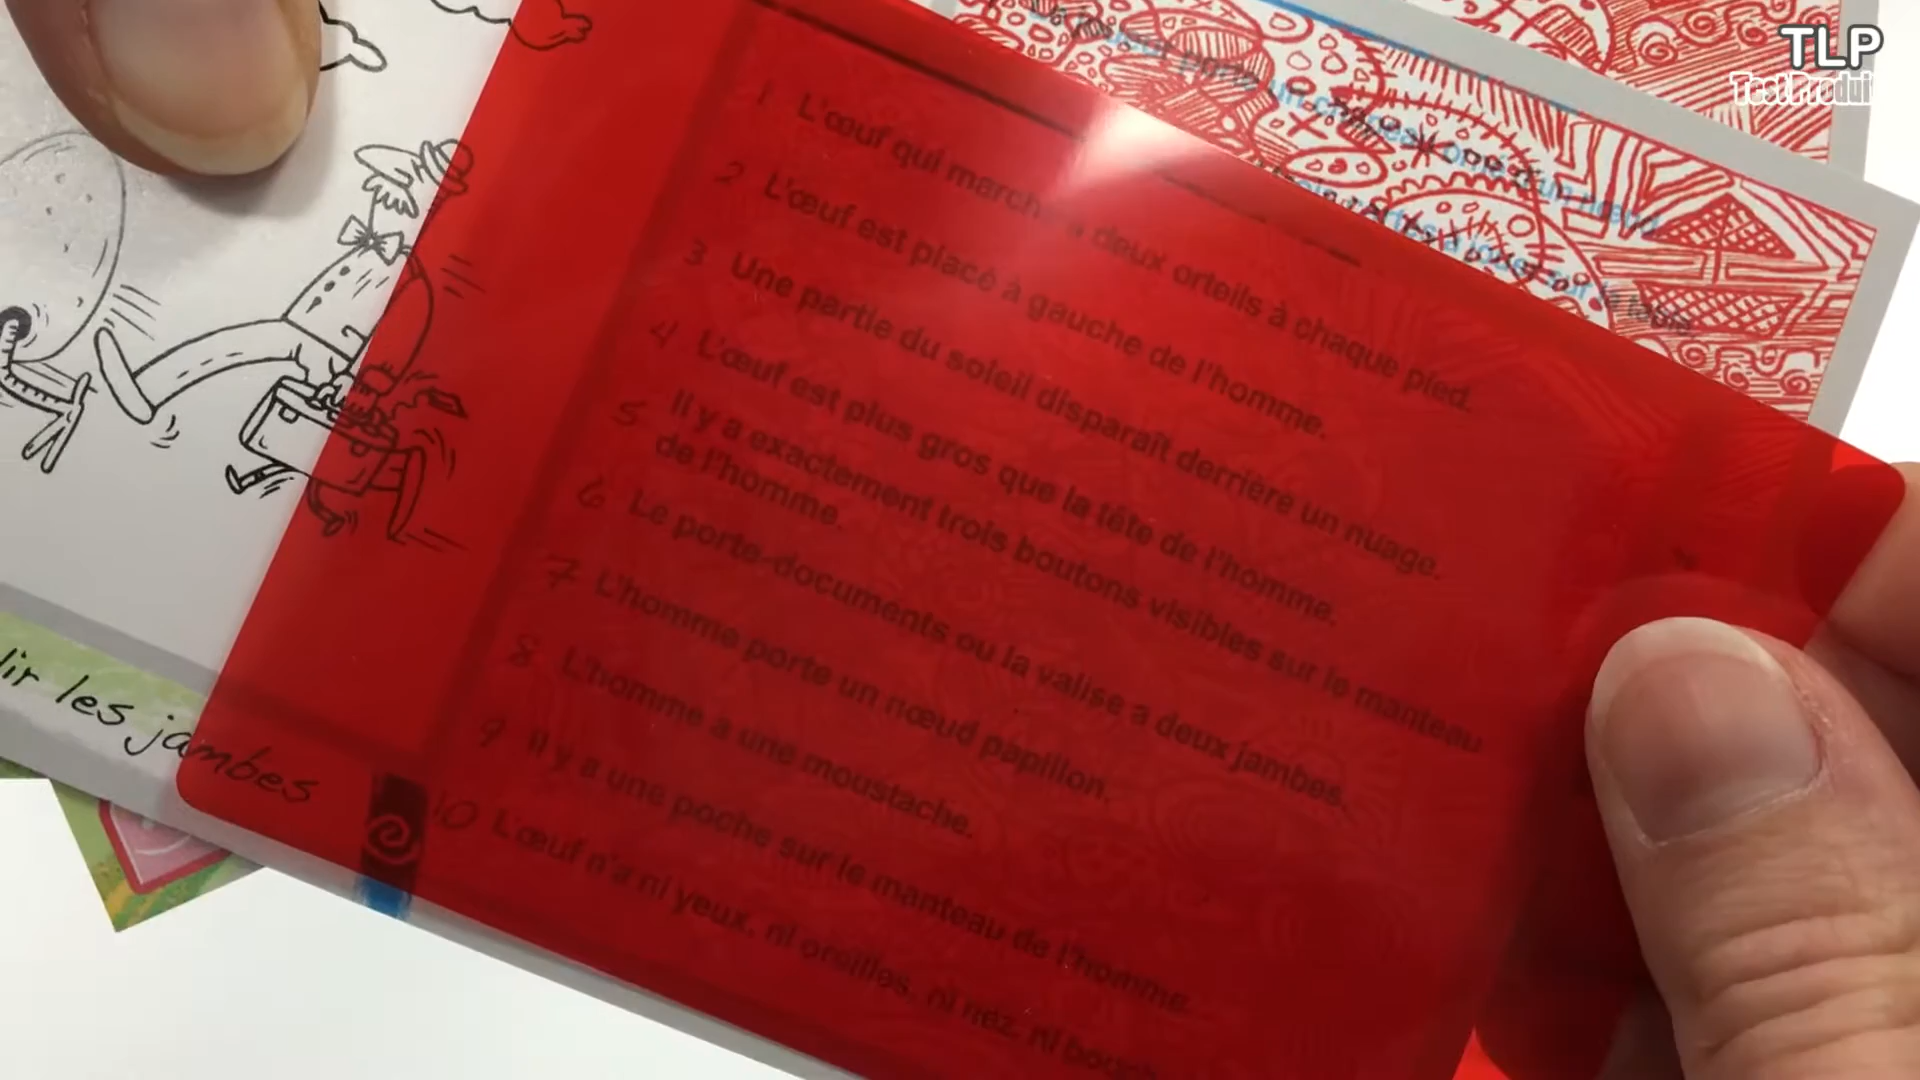 TLP
TestProdui
1 L'œuf qui march à deux orteils à chaque pied.
2 L'œuf est placé à gauche de l'homme.
3 Une partie du soleil disparaît derrière un nuage.
4 L'œuf est plus gros que la tête de l'homme.
5 Il y a exactement trois boutons visibles sur le manteau
de l'homme.
6 Le porte-documents ou la valise a deux jambes.
7 L'homme porte un nœud papillon.
8 L'homme a une moustache.
9 Il y a une poche sur le manteau de l'homme.
10 L'œuf n'a ni yeux, ni oreilles, ni nez, ni bouch
lir les jambes